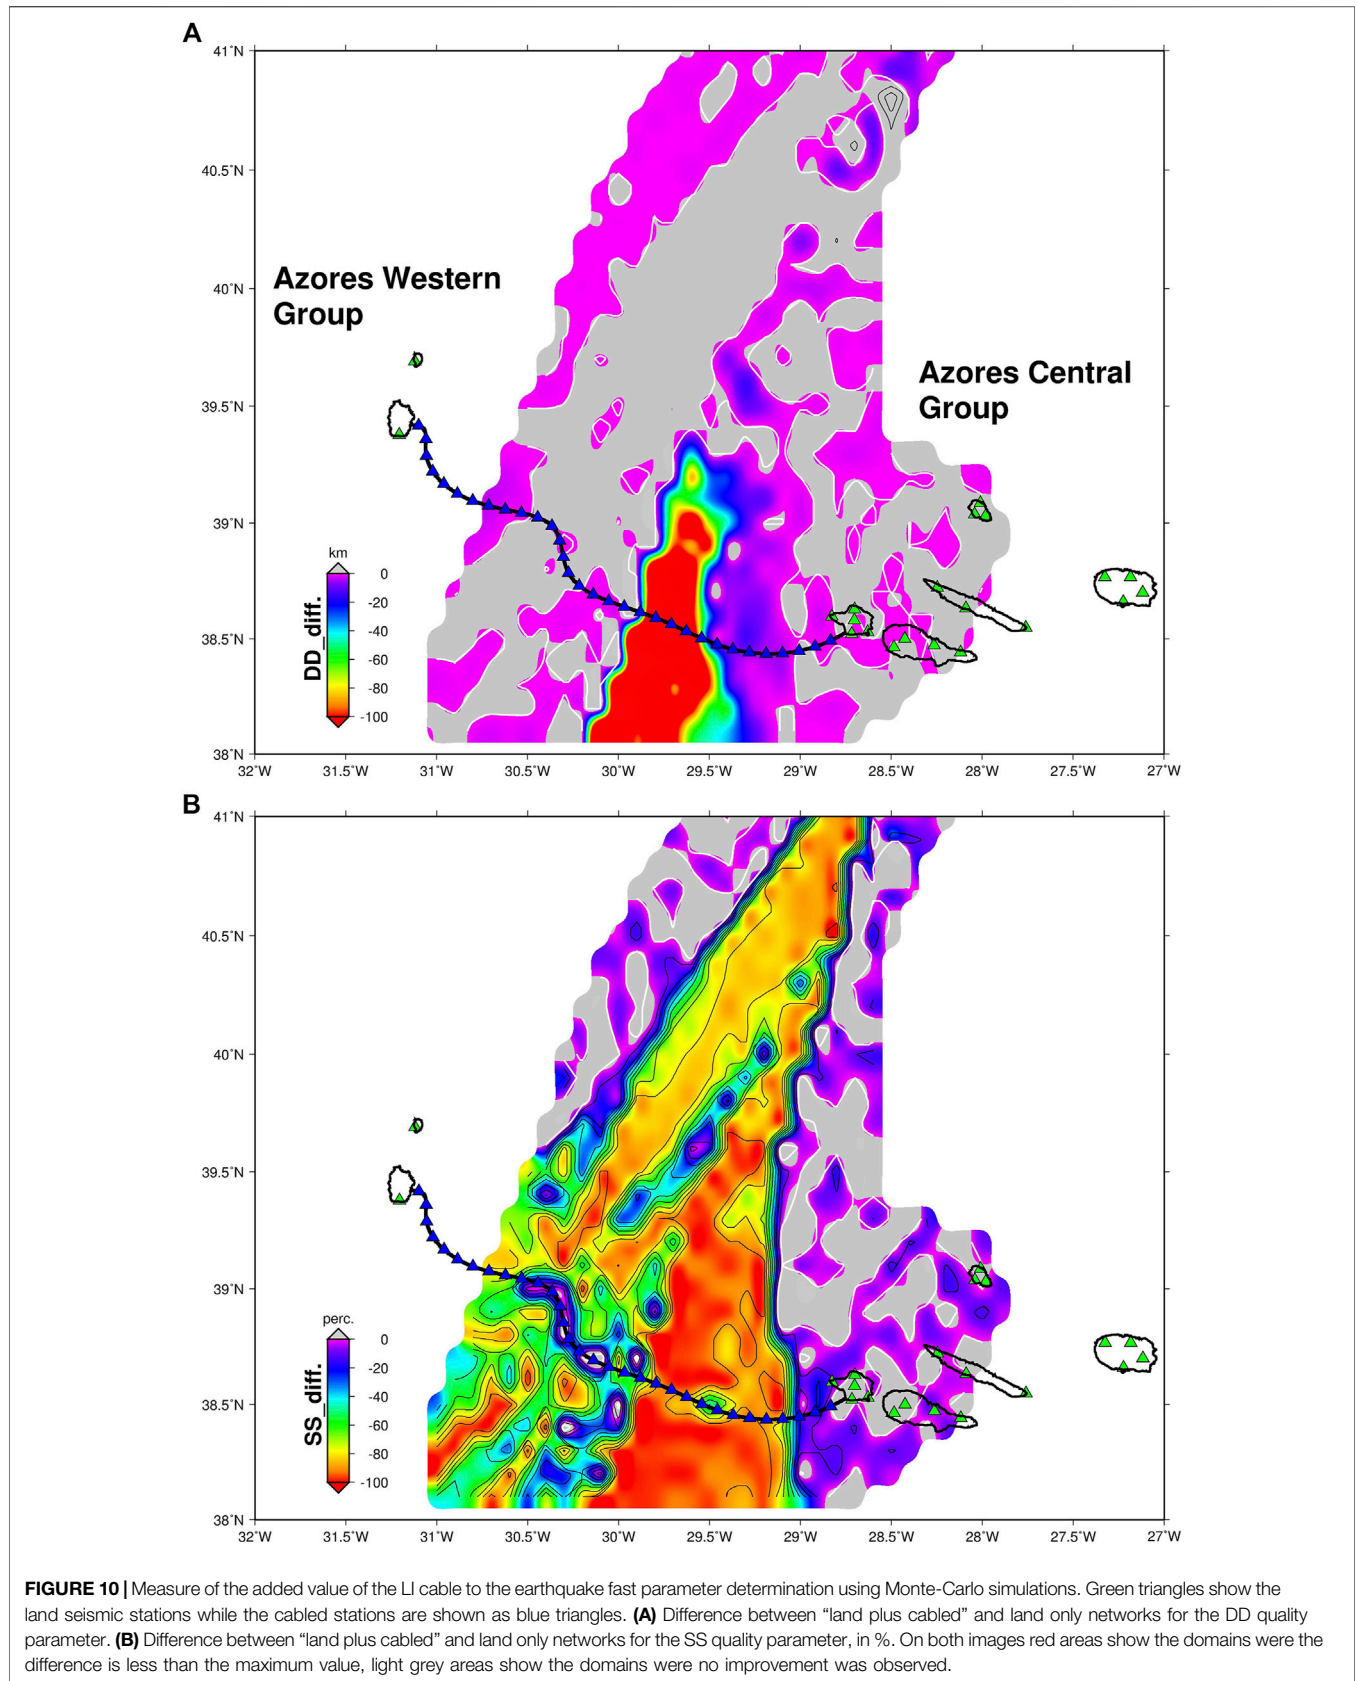 A
41°N
40.5°N
40°N
39.5°N
39°N
38.5°N
38°N
Azores Western
Group
Azores Central
Group
km
0
-20
-40
-60
-80
-100
DD_diff.
32°W 31.5°W 31°W 30.5°W 30°W 29.5°W 29°W 28.5°W 28°W 27.5°W 27°W
B
41°N
40.5°N
40°N
39.5°N
39°N
38.5°N
38°N
perc.
0
-20
-40
-60
-80
-100
SS_diff.
32°W 31.5°W 31°W 30.5°W 30°W 29.5°W 29°W 28.5°W 28°W 27.5°W 27°W
FIGURE 10 | Measure of the added value of the LI cable to the earthquake fast parameter determination using Monte-Carlo simulations. Green triangles show the
land seismic stations while the cabled stations are shown as blue triangles. (A) Difference between “land plus cabled” and land only networks for the DD quality
parameter. (B) Difference between “land plus cabled” and land only networks for the SS quality parameter, in %. On both images red areas show the domains were the
difference is less than the maximum value, light grey areas show the domains were no improvement was observed.